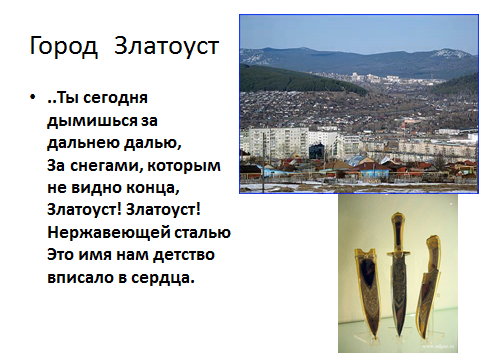 Город Златоуст
• ..Ты сегодня
дымишься за
дальнею далью,
За снегами, которым
не видно конца,
Златоуст! Златоуст!
Нержавеющей сталью
Это имя нам детство
вписало в сердца.